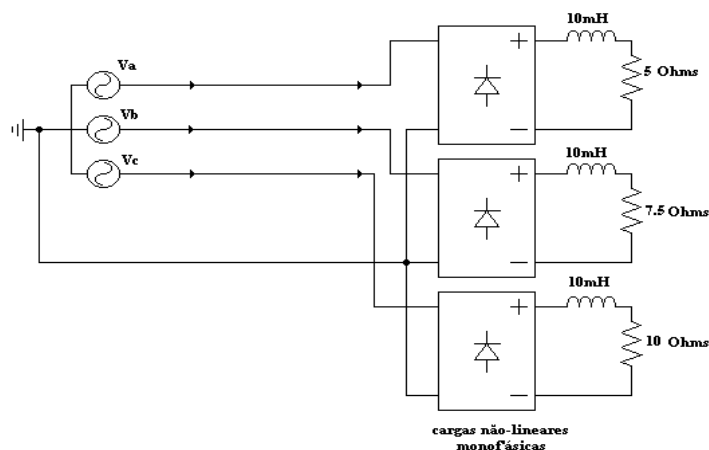 10mH
Va
5 Ohms
Vb
10mH
Vc
7.5 Ohms
10mH
10 Ohms
cargas não-lineares
monofásicas